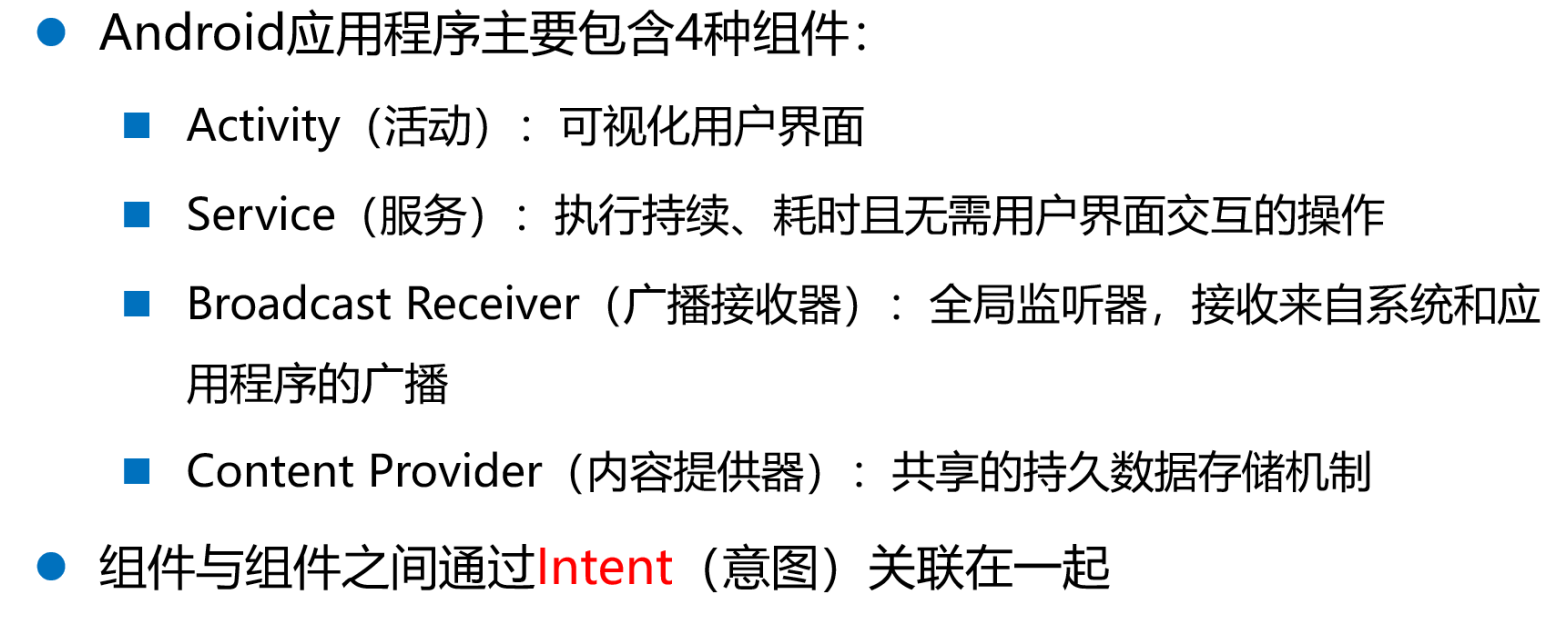 Android应用程序主要包含4种组件：
Activity（活动）：可视化用户界面
Service（服务）：执行持续、耗时且无需用户界面交互的操作
Broadcast Receiver（广播接收器）：全局监听器，接收来自系统和应
用程序的广播
Content Provider（内容提供器）：共享的持久数据存储机制
组件与组件之间通过Intent（意图）关联在一起